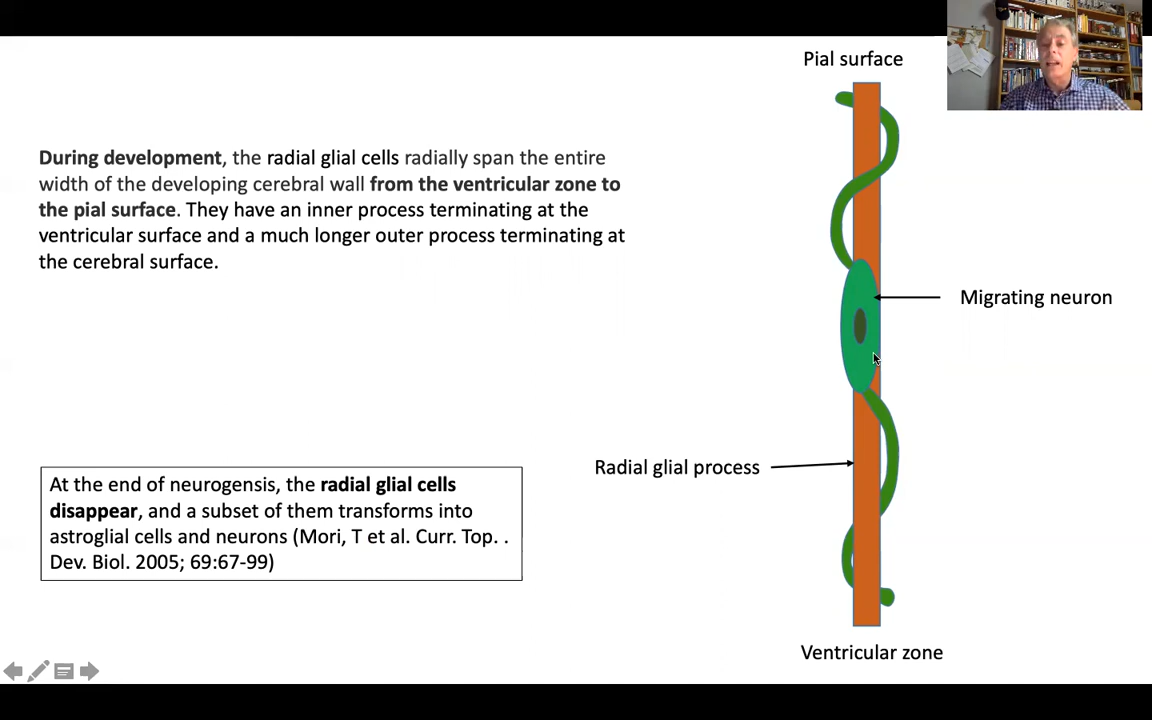 Pial surface
During development, the radial glial cells radially span the entire
width of the developing cerebral wall from the ventricular zone to
the pial surface. They have an inner process terminating at the
ventricular surface and a much longer outer process terminating at
the cerebral surface.
Migrating neuron
Radial glial process
At the end of neurogensis, the radial glial cells
disappear, and a subset of them transforms into
astroglial cells and neurons (Mori, T et al. Curr. Top. .
Dev. Biol. 2005; 69:67-99)
Ventricular zone